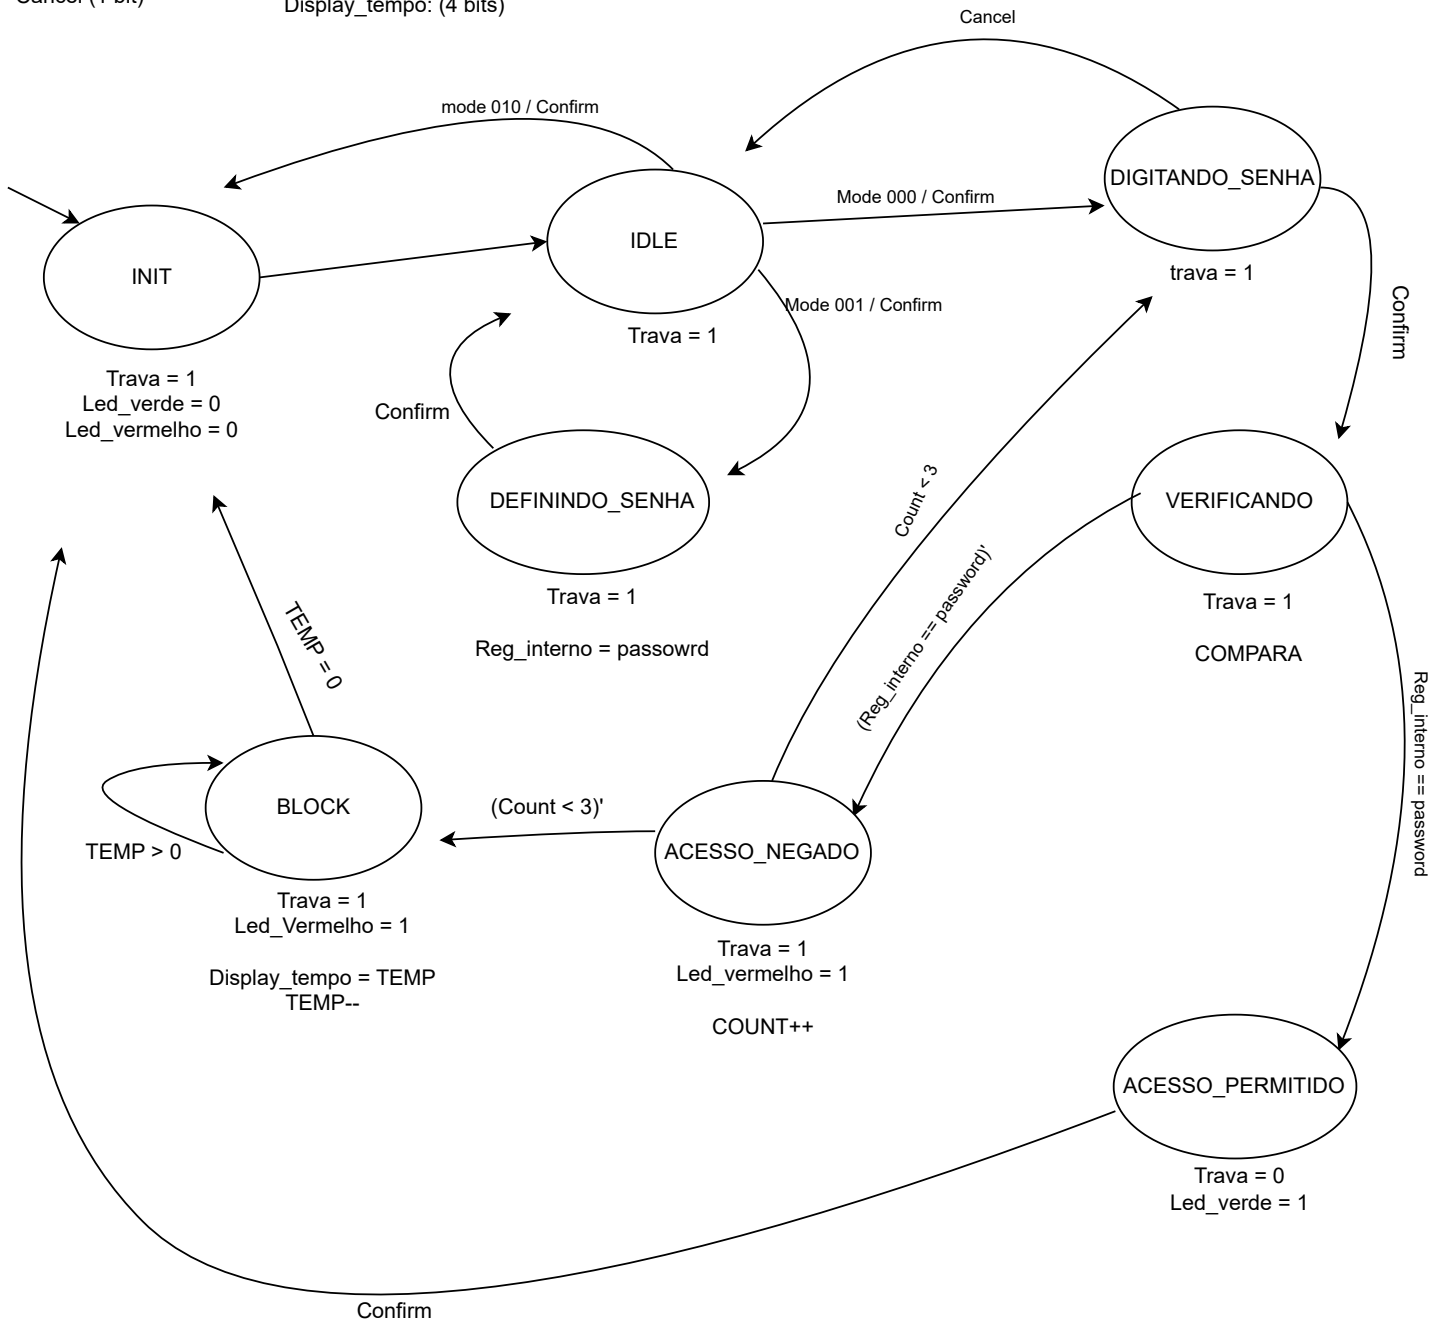 Cancel (1 bit)
Display_tempo: (4 bits)
Cancel
mode 010 / Confirm
DIGITANDO_SENHA
Mode 000 / Confirm
IDLE
INIT
trava = 1
Mode 001 / Confirm
Confirm
Trava = 1
Trava = 1
Led_verde = 0
Led_vermelho = 0
Confirm
Count < 3
DEFININDO_SENHA
VERIFICANDO
Trava = 1
Trava = 1
(Reg_interno == password)'
TEMP = 0
Reg_interno = passowrd
COMPARA
Reg_interno == password
BLOCK
(Count < 3)'
TEMP > 0
ACESSO_NEGADO
Trava = 1
Led_Vermelho = 1
Trava = 1
Led_vermelho = 1
Display_tempo = TEMP
TEMP--
COUNT++
ACESSO_PERMITIDO
Trava = 0
Led_verde = 1
Confirm